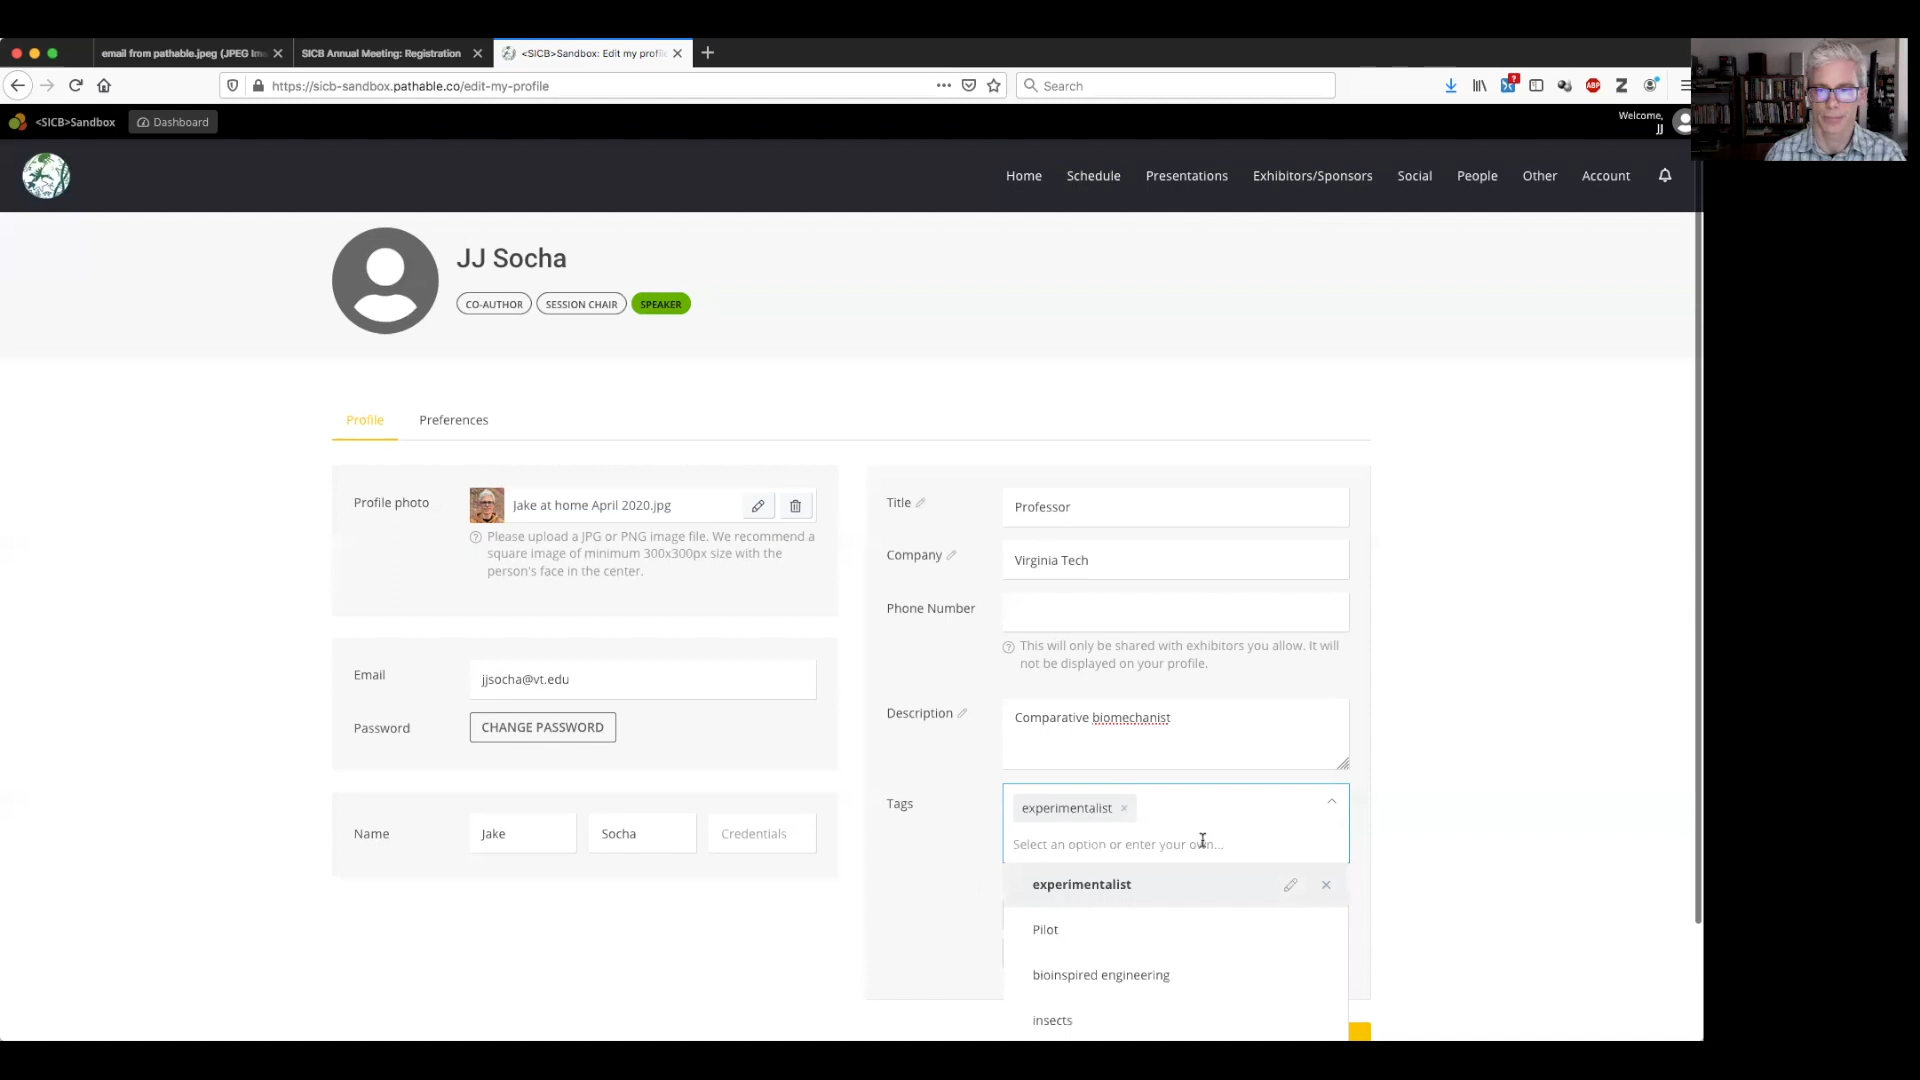 email from pathable.jpeg (JPEG Im
SICB Annual Meeting: Registration
<SICB>Sandbox: Edit my profil
https://sicb-sandbox.pathable.co/edit-my-profile
Search
ABP
Z
?
<SICB>Sandbox
Dashboard
Welcome,
JJ
Home
Schedule
Presentations
Exhibitors/Sponsors
Social
People
Other
Account
JJ Socha
CO-AUTHOR
SESSION CHAIR
SPEAKER
Profile
Preferences
Profile photo
Jake at home April 2020.jpg
Please upload a JPG or PNG image file. We recommend a
square image of minimum 300x300px size with the
person's face in the center.
Email
jjsocha@vt.edu
Password
CHANGE PASSWORD
Name
Jake
Socha
Credentials
Title
Professor
Company
Virginia Tech
Phone Number
This will only be shared with exhibitors you allow. It will
not be displayed on your profile.
Description
Comparative biomechanist
Tags
experimentalist
Select an option or enter your own...
experimentalist
Pilot
bioinspired engineering
insects